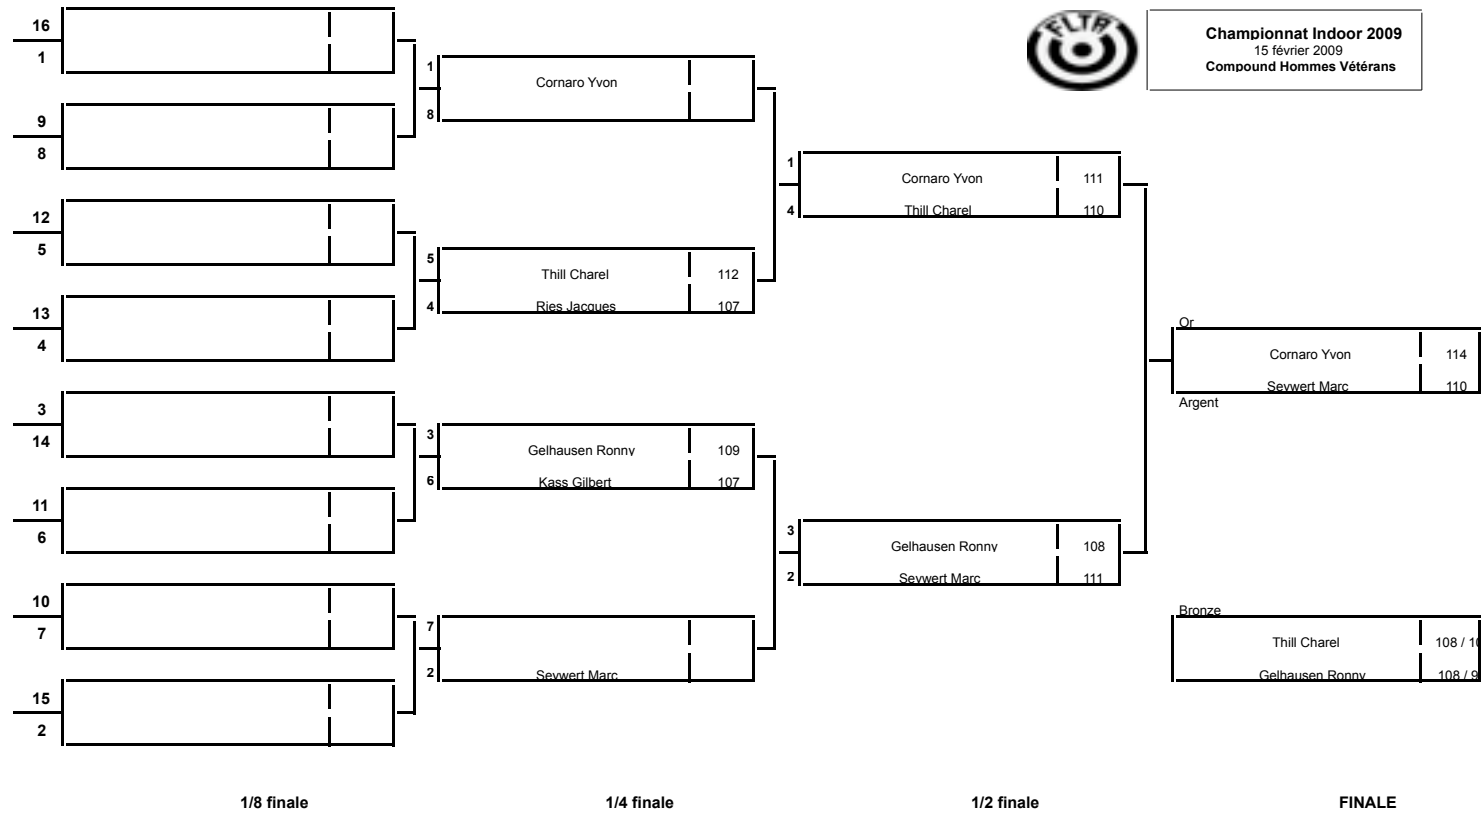 FLTA
Championnat Indoor 2009
15 février 2009
Compound Hommes Vétérans
16
1
9
8
12
5
13
4
3
14
11
6
10
7
15
2
1
Cornaro Yvon
8
5
Thill Charel 112
4
Ries Jacques 107
3
Gelhausen Ronny 109
6
Kass Gilbert 107
7
2
Seywert Marc
1
Cornaro Yvon 111
4
Thill Charel 110
3
Gelhausen Ronny 108
2
Seywert Marc 111
Or
Cornaro Yvon 114
Seywert Marc 110
Argent
Bronze
Thill Charel 108 / 10
Gelhausen Ronny 108 / 9
1/8 finale
1/4 finale
1/2 finale
FINALE